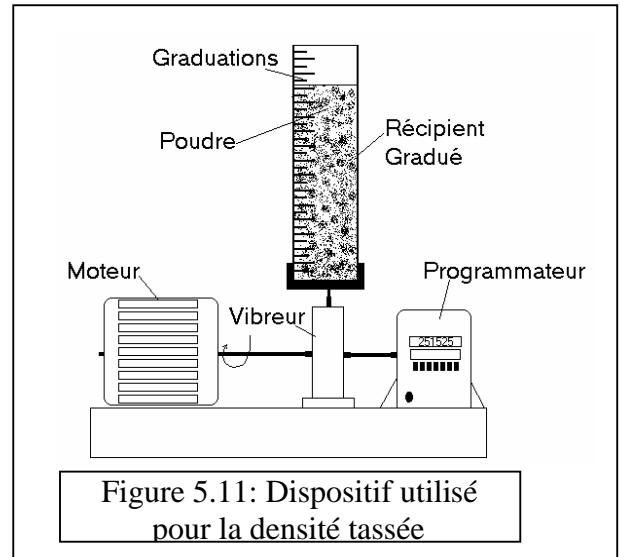 Graduations
Poudre
Récipient
Gradué
Moteur
Programmateur
Vibreur
251525
Figure 5.11: Dispositif utilisé
pour la densité tassée